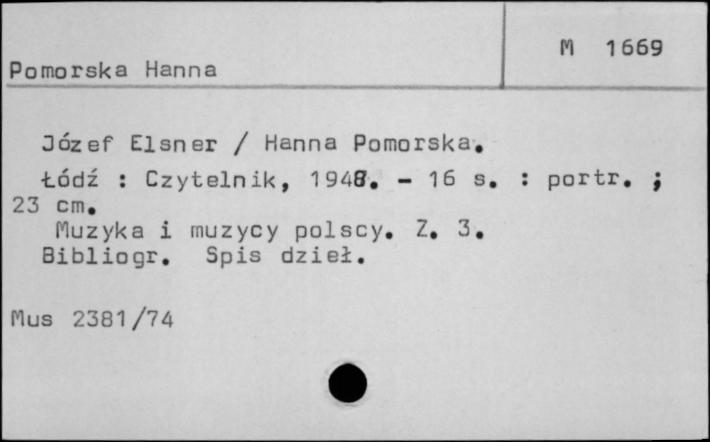 M 1669
Pomorska Hanna
Józef Elsner / Hanna Pomorska.
Łódź : Czytelnik, 1948. - 16 s. : portr. ;
23 cm.
Muzyka i muzycy polscy. Z. 3.
Bibliogr. Spis dzieł.
Mus 2381/74